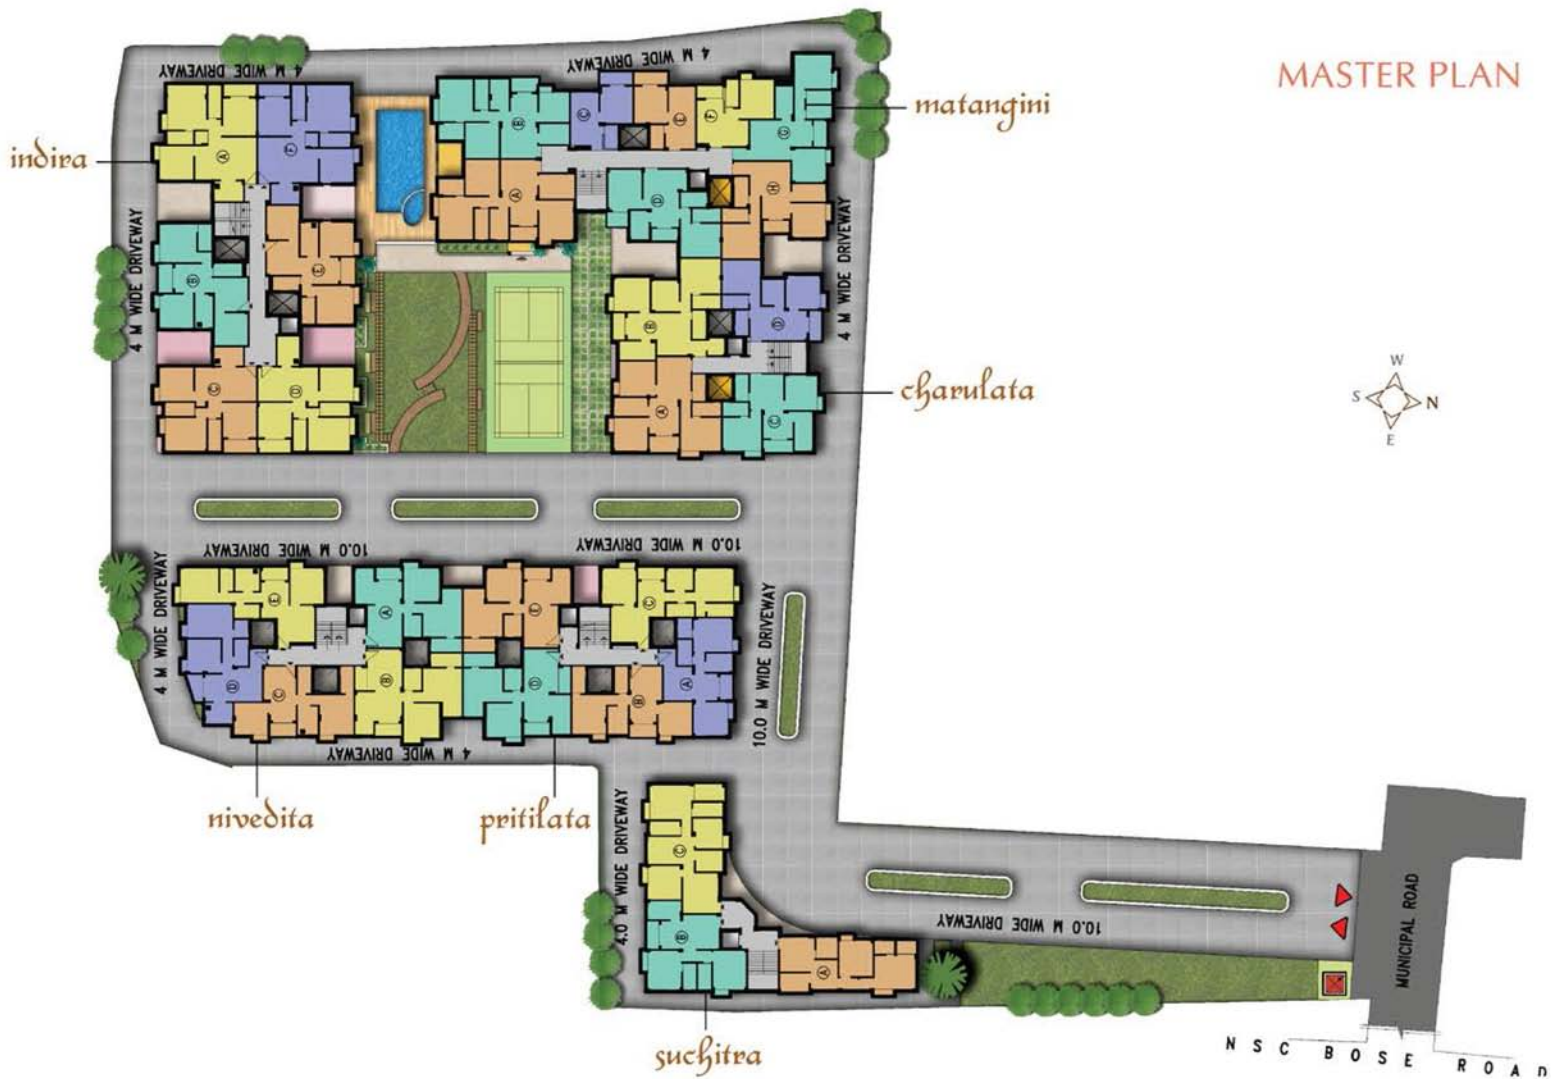 MASTER PLAN
4 M WIDE DRIVEWAY
4 M WIDE DRIVEWAY
matangini
indira
A
F
B
C
E
F
G
A
D
H
4 M WIDE DRIVEWAY
4 M WIDE DRIVEWAY
B
E
B
D
C
D
A
C
charulata
W
S
N
E
10.0 M WIDE DRIVEWAY
10.0 M WIDE DRIVEWAY
4 M WIDE DRIVEWAY
E
A
E
C
D
C
B
D
B
A
10.0 M WIDE DRIVEWAY
4 M WIDE DRIVEWAY
nivedita
pritilata
4.0 M WIDE DRIVEWAY
C
B
A
10.0 M WIDE DRIVEWAY
MUNICIPAL ROAD
suchitra
NSC BOSE ROAD